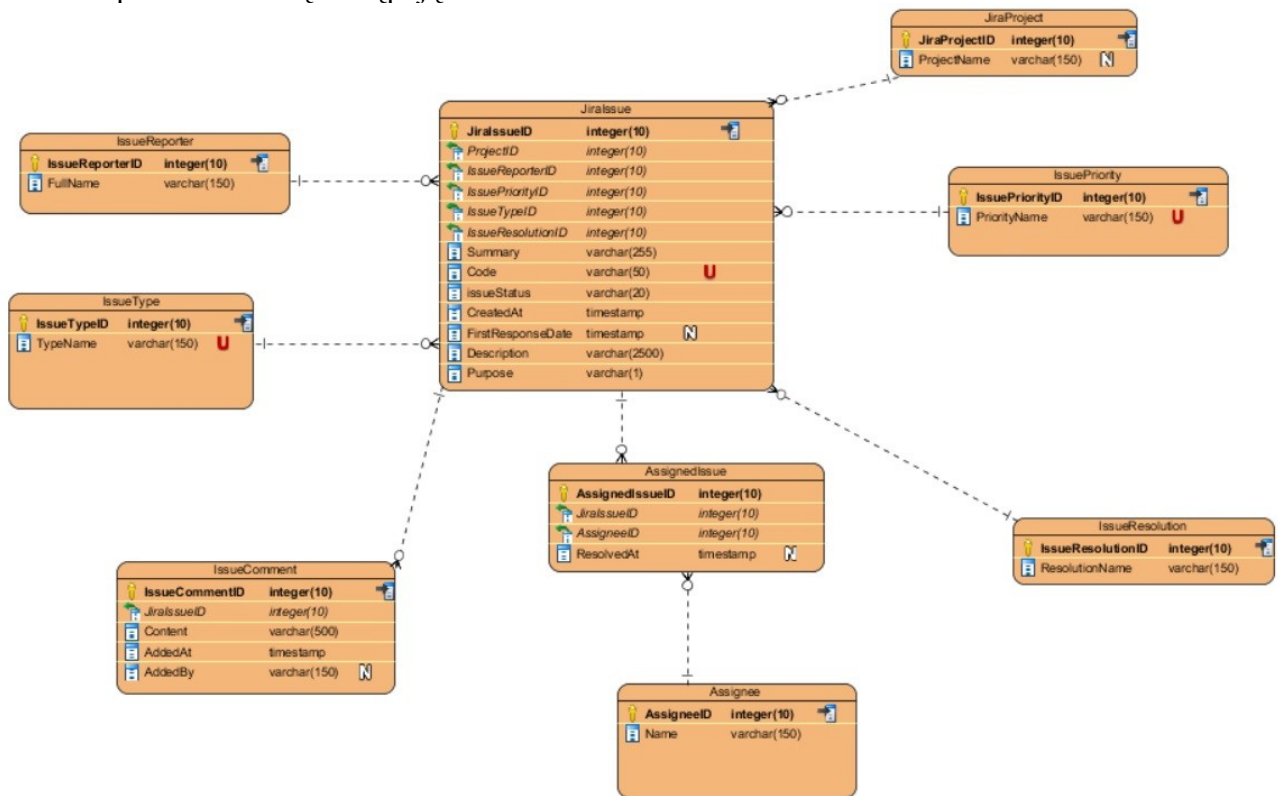 JiraProject
JiraProjectID integer(10)
ProjectName varchar(150) N
JiraIssue
JiraIssueID integer(10)
ProjectID integer(10)
IssueReporterID integer(10)
IssuePriorityID integer(10)
IssueTypeID integer(10)
IssueResolutionID integer(10)
Summary varchar(255)
Code varchar(50) U
issueStatus varchar(20)
CreatedAt timestamp
FirstResponseDate timestamp N
Description varchar(2500)
Purpose varchar(1)
IssueReporter
IssueReporterID integer(10)
FullName varchar(150)
IssuePriority
IssuePriorityID integer(10)
PriorityName varchar(150) U
IssueType
IssueTypeID integer(10)
TypeName varchar(150) U
AssignedIssue
AssignedIssueID integer(10)
JiraIssueID integer(10)
AssigneeID integer(10)
ResolvedAt timestamp N
IssueResolution
IssueResolutionID integer(10)
ResolutionName varchar(150)
IssueComment
IssueCommentID integer(10)
JiraIssueID integer(10)
Content varchar(500)
AddedAt timestamp
AddedBy varchar(150) N
Assignee
AssigneeID integer(10)
Name varchar(150)